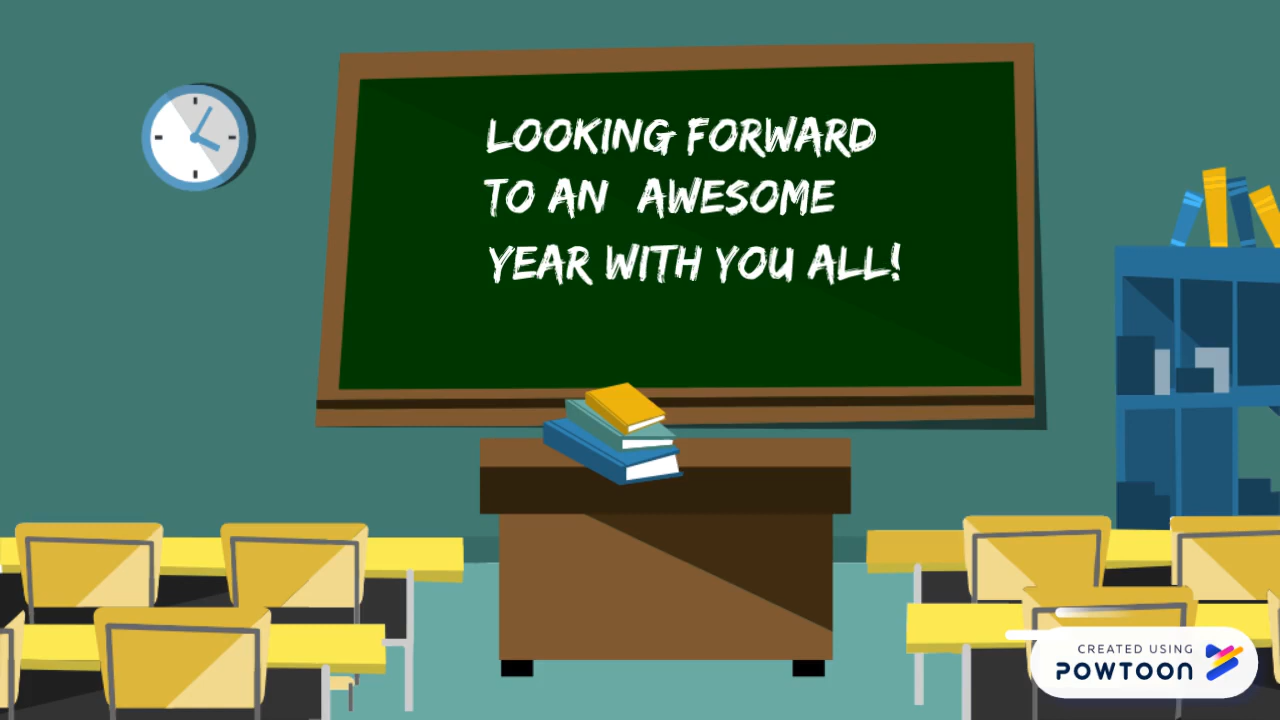 LOOKING FORWARD
TO AN AWESOME
YEAR WITH YOU ALL!
CREATED USING
POWTOON